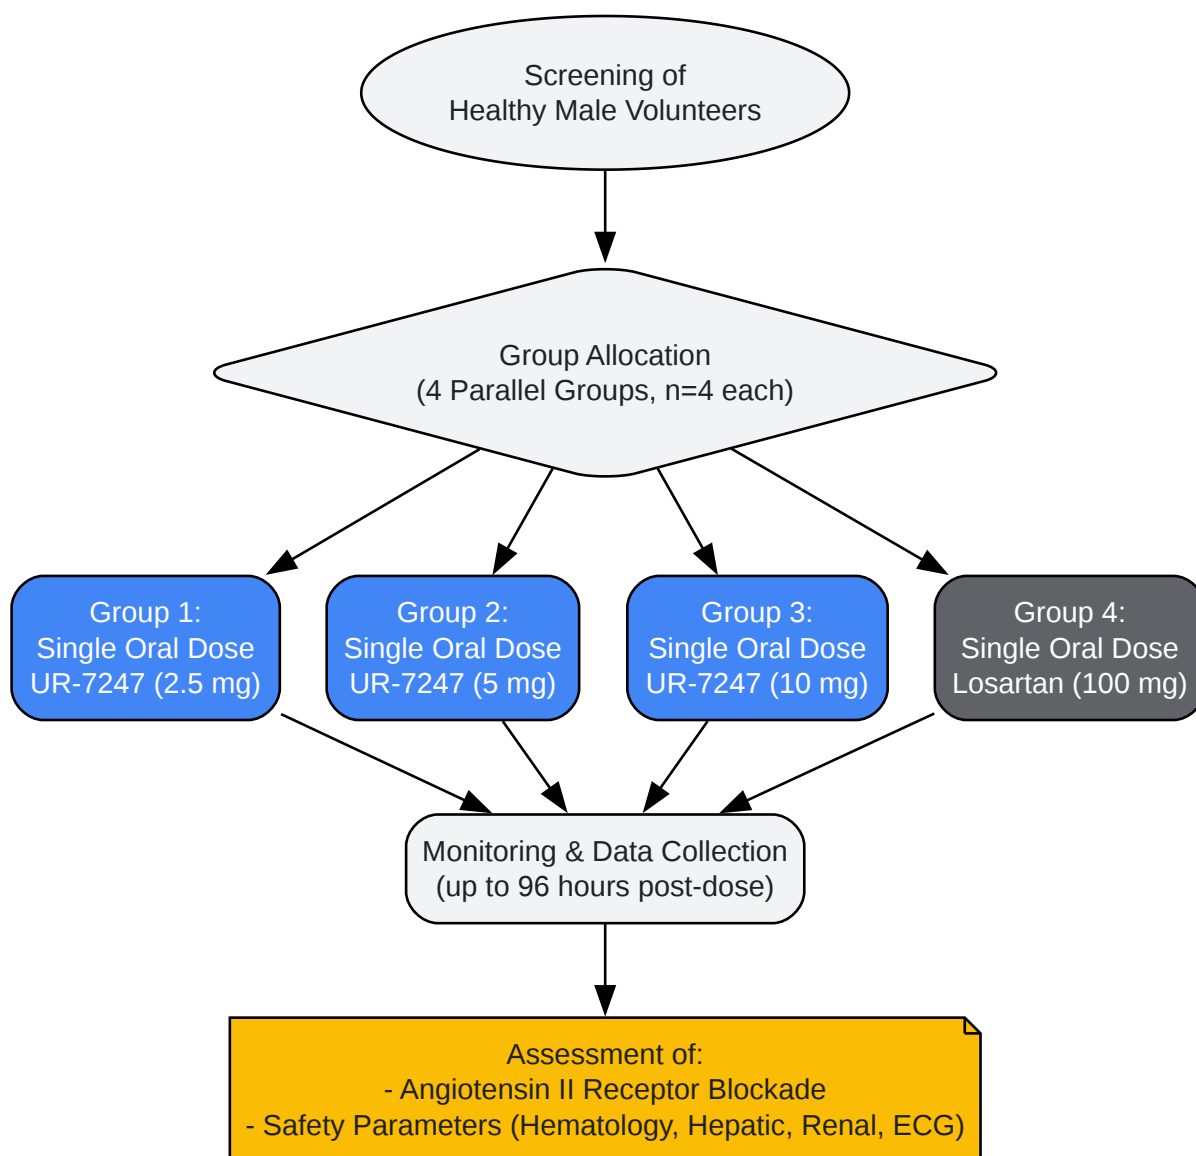 Screening of
Healthy Male Volunteers
Group Allocation
(4 Parallel Groups, n=4 each)
Group 1:
Single Oral Dose
UR-7247 (2.5 mg)
Group 2:
Single Oral Dose
UR-7247 (5 mg)
Group 3:
Single Oral Dose
UR-7247 (10 mg)
Group 4:
Single Oral Dose
Losartan (100 mg)
Monitoring & Data Collection
(up to 96 hours post-dose)
Assessment of:
- Angiotensin II Receptor Blockade
- Safety Parameters (Hematology, Hepatic, Renal, ECG)